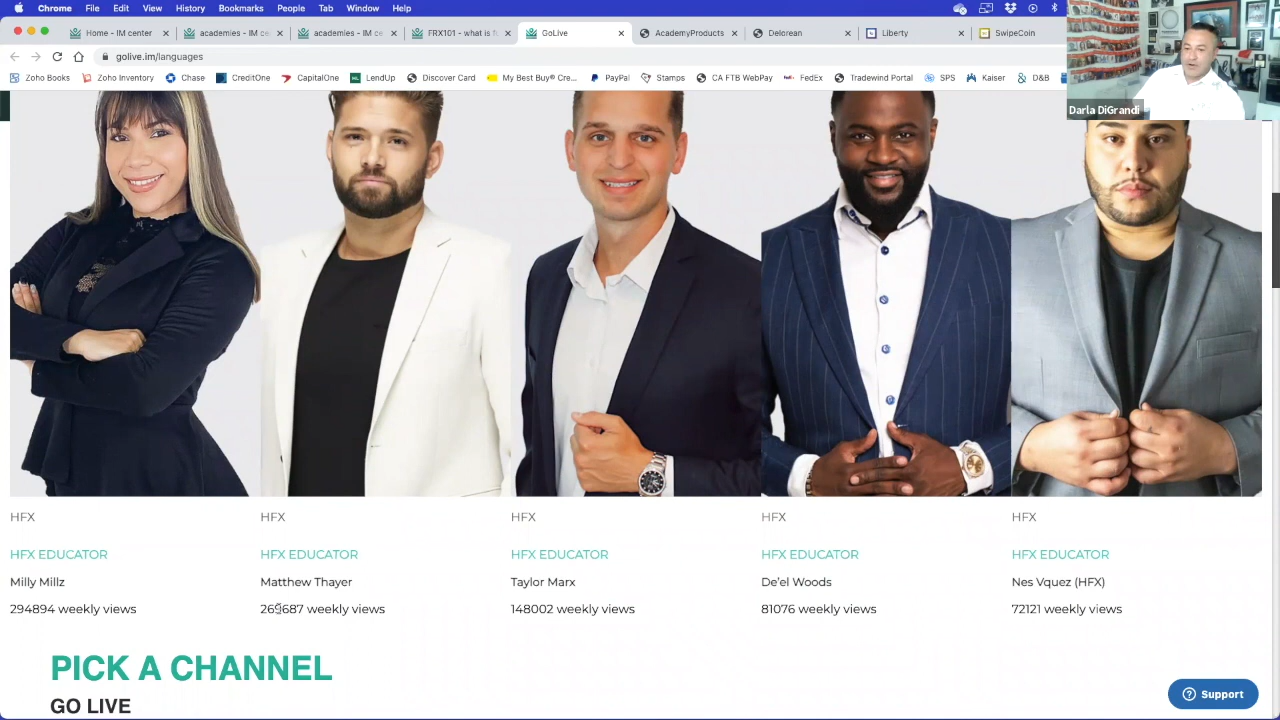 Chrome File Edit View History Bookmarks People Tab Window Help
Home - IM center
academies - IM ce
academies - IM
101 - what is
GoLive
AcademyProducts
Delorean
Liberty
SwipeCoin
golive.im/languages
Zoho Books Zoho Inventory Chase CreditOne CapitalOne LendUp Super Card My Best Buy® Cre... PayPal Stamps CA FTB WebPay FedEx Tradewind Portal SPS Kaiser D&B
Darla DiGrandi
HFX HFX HFX HFX HFX
HFX EDUCATOR HFX EDUCATOR HFX EDUCATOR HFX EDUCATOR HFX EDUCATOR
Milly Millz Matthew Thayer Taylor Marx De'el Woods Nes Vquez (HFX)
294894 weekly views 269687 weekly views 148002 weekly views 81076 weekly views 72121 weekly views
PICK A CHANNEL
GO LIVE
Support